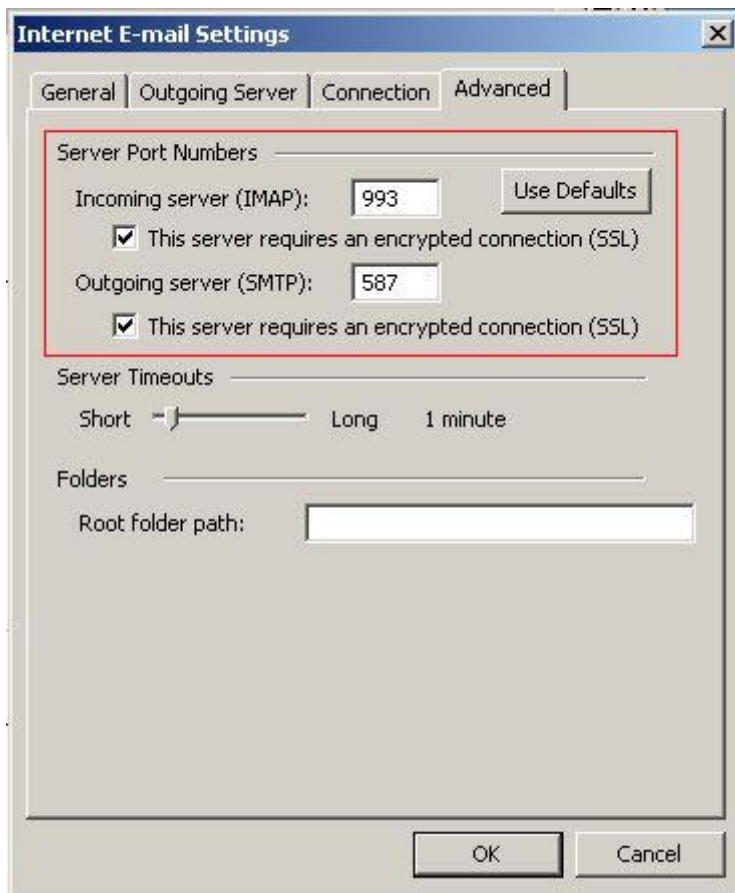 Internet E-mail Settings
General Outgoing Server Connection Advanced
Server Port Numbers
Incoming server (IMAP): 993 Use Defaults
This server requires an encrypted connection (SSL)
Outgoing server (SMTP): 587
This server requires an encrypted connection (SSL)
Server Timeouts
Short Long 1 minute
Folders
Root folder path:
OK Cancel